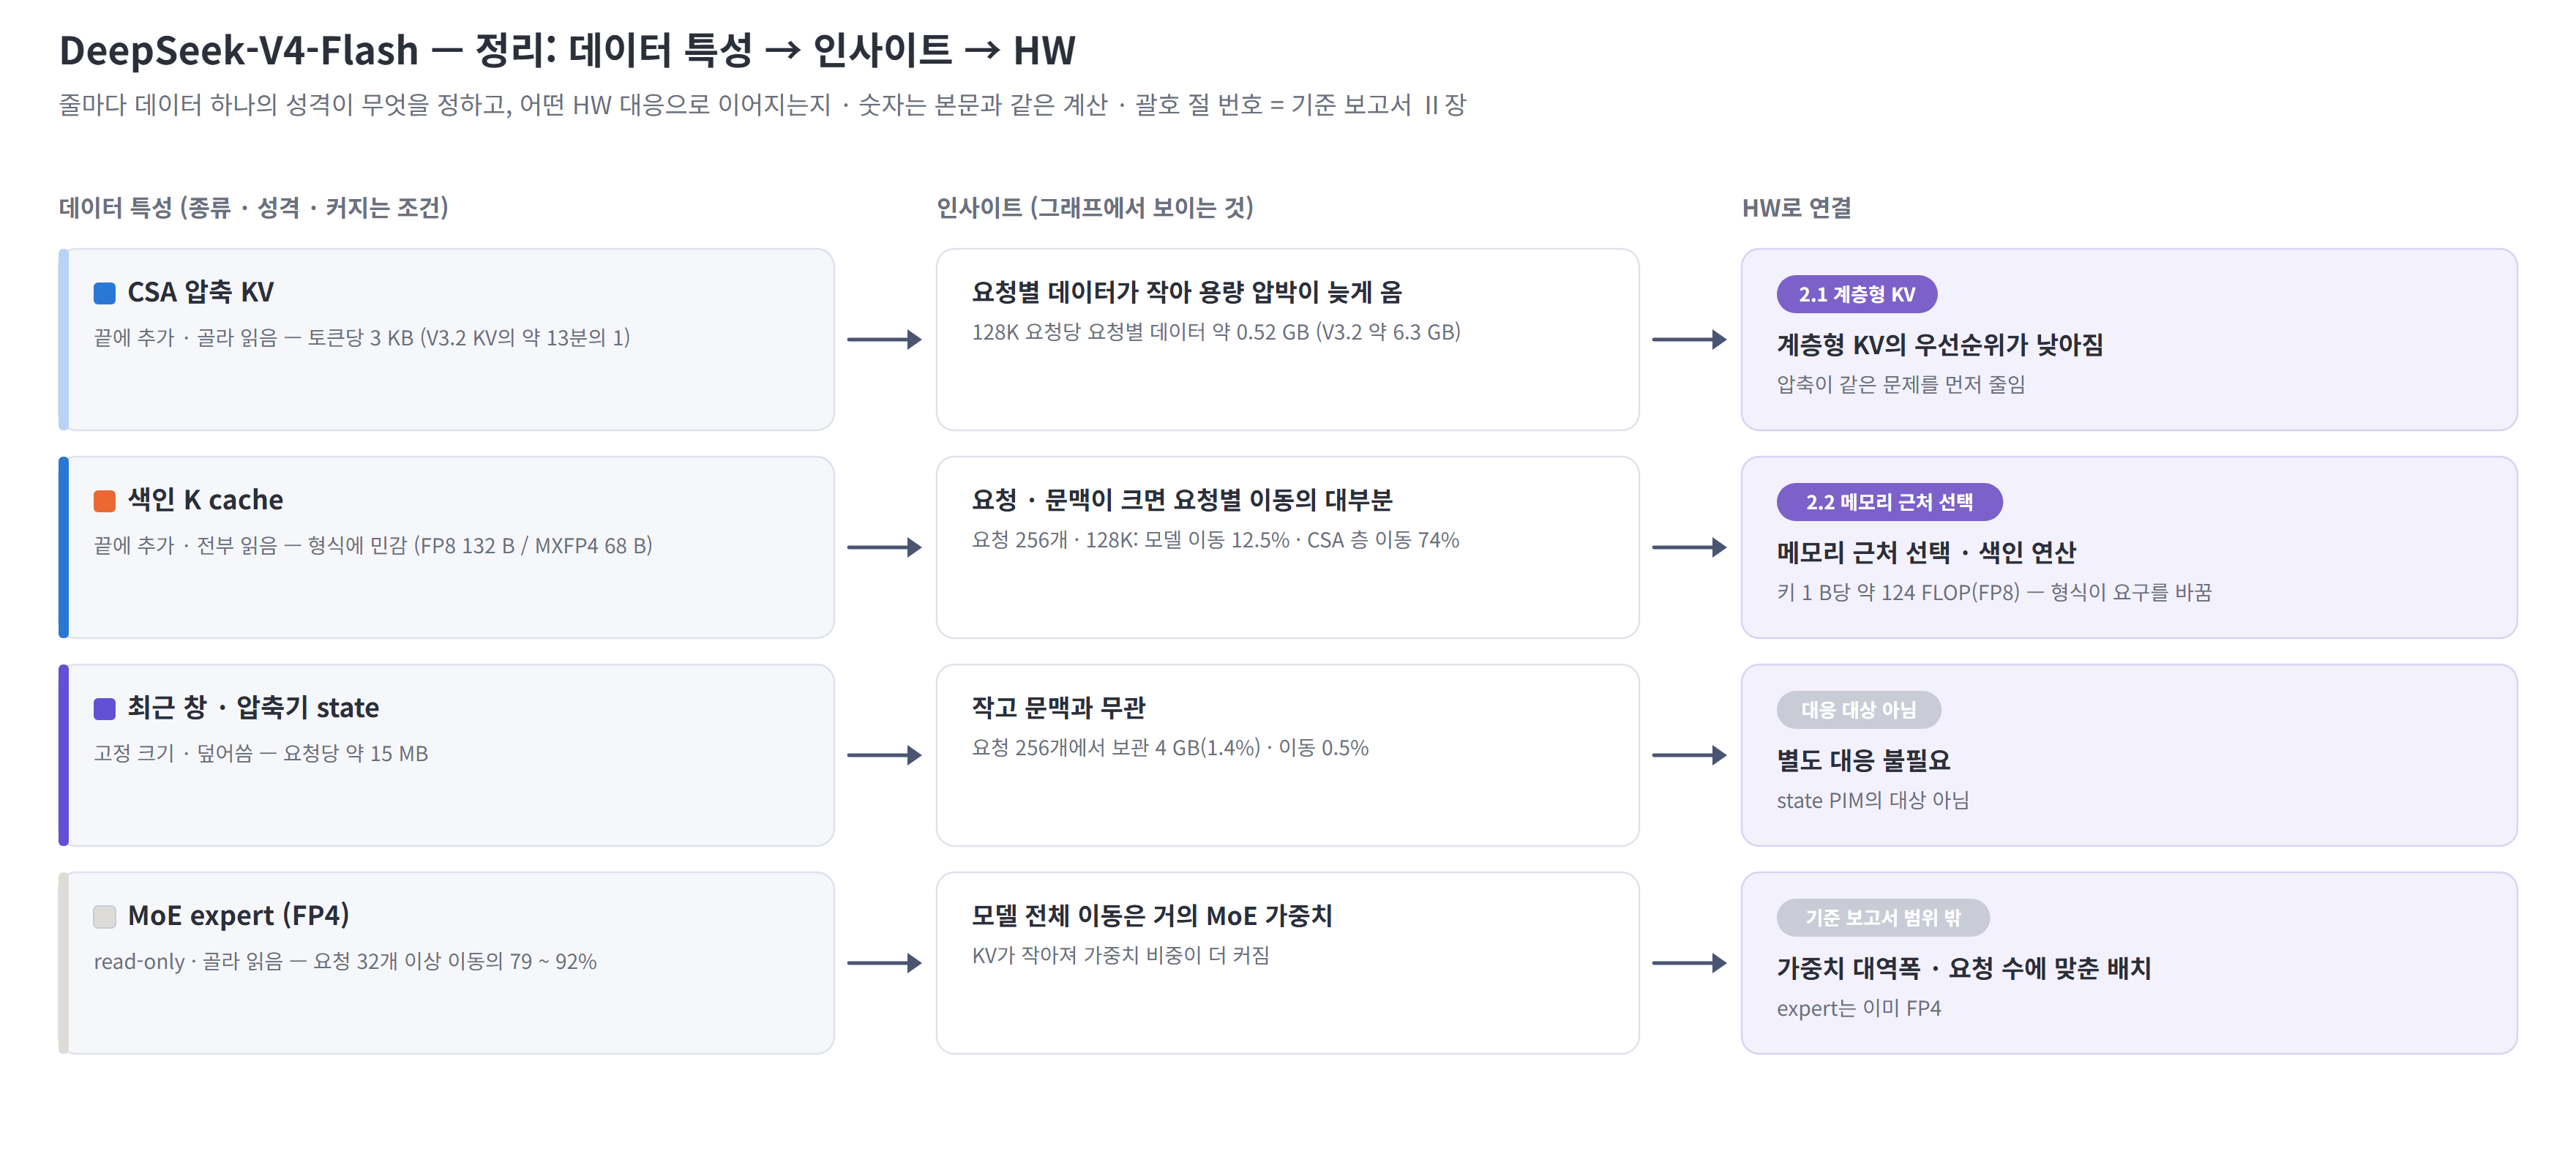 DeepSeek-V4-Flash — 정리: 데이터 특성 → 인사이트 → HW
줄마다 데이터 하나의 성격이 무엇을 정하고, 어떤 HW 대응으로 이어지는지 · 숫자는 본문과 같은 계산 · 괄호 절 번호 = 기준 보고서 Ⅱ장
데이터 특성 (종류 · 성격 · 커지는 조건)
인사이트 (그래프에서 보이는 것)
HW로 연결
CSA 압축 KV
끝에 추가 · 골라 읽음 — 토큰당 3 KB (V3.2 KV의 약 13분의 1)
요청별 데이터가 작아 용량 압박이 늦게 옴
128K 요청당 요청별 데이터 약 0.52 GB (V3.2 약 6.3 GB)
2.1 계층형 KV
계층형 KV의 우선순위가 낮아짐
압축이 같은 문제를 먼저 줄임
색인 K cache
끝에 추가 · 전부 읽음 — 형식에 민감 (FP8 132 B / MXFP4 68 B)
요청 · 문맥이 크면 요청별 이동의 대부분
요청 256개 · 128K: 모델 이동 12.5% · CSA 층 이동 74%
2.2 메모리 근처 선택
메모리 근처 선택 · 색인 연산
키 1 B당 약 124 FLOP(FP8) — 형식이 요구를 바꿈
최근 창 · 압축기 state
고정 크기 · 덮어씀 — 요청당 약 15 MB
작고 문맥과 무관
요청 256개에서 보관 4 GB(1.4%) · 이동 0.5%
대응 대상 아님
별도 대응 불필요
state PIM의 대상 아님
MoE expert (FP4)
read-only · 골라 읽음 — 요청 32개 이상 이동의 79 ~ 92%
모델 전체 이동은 거의 MoE 가중치
KV가 작아져 가중치 비중이 더 커짐
기준 보고서 범위 밖
가중치 대역폭 · 요청 수에 맞춘 배치
expert는 이미 FP4